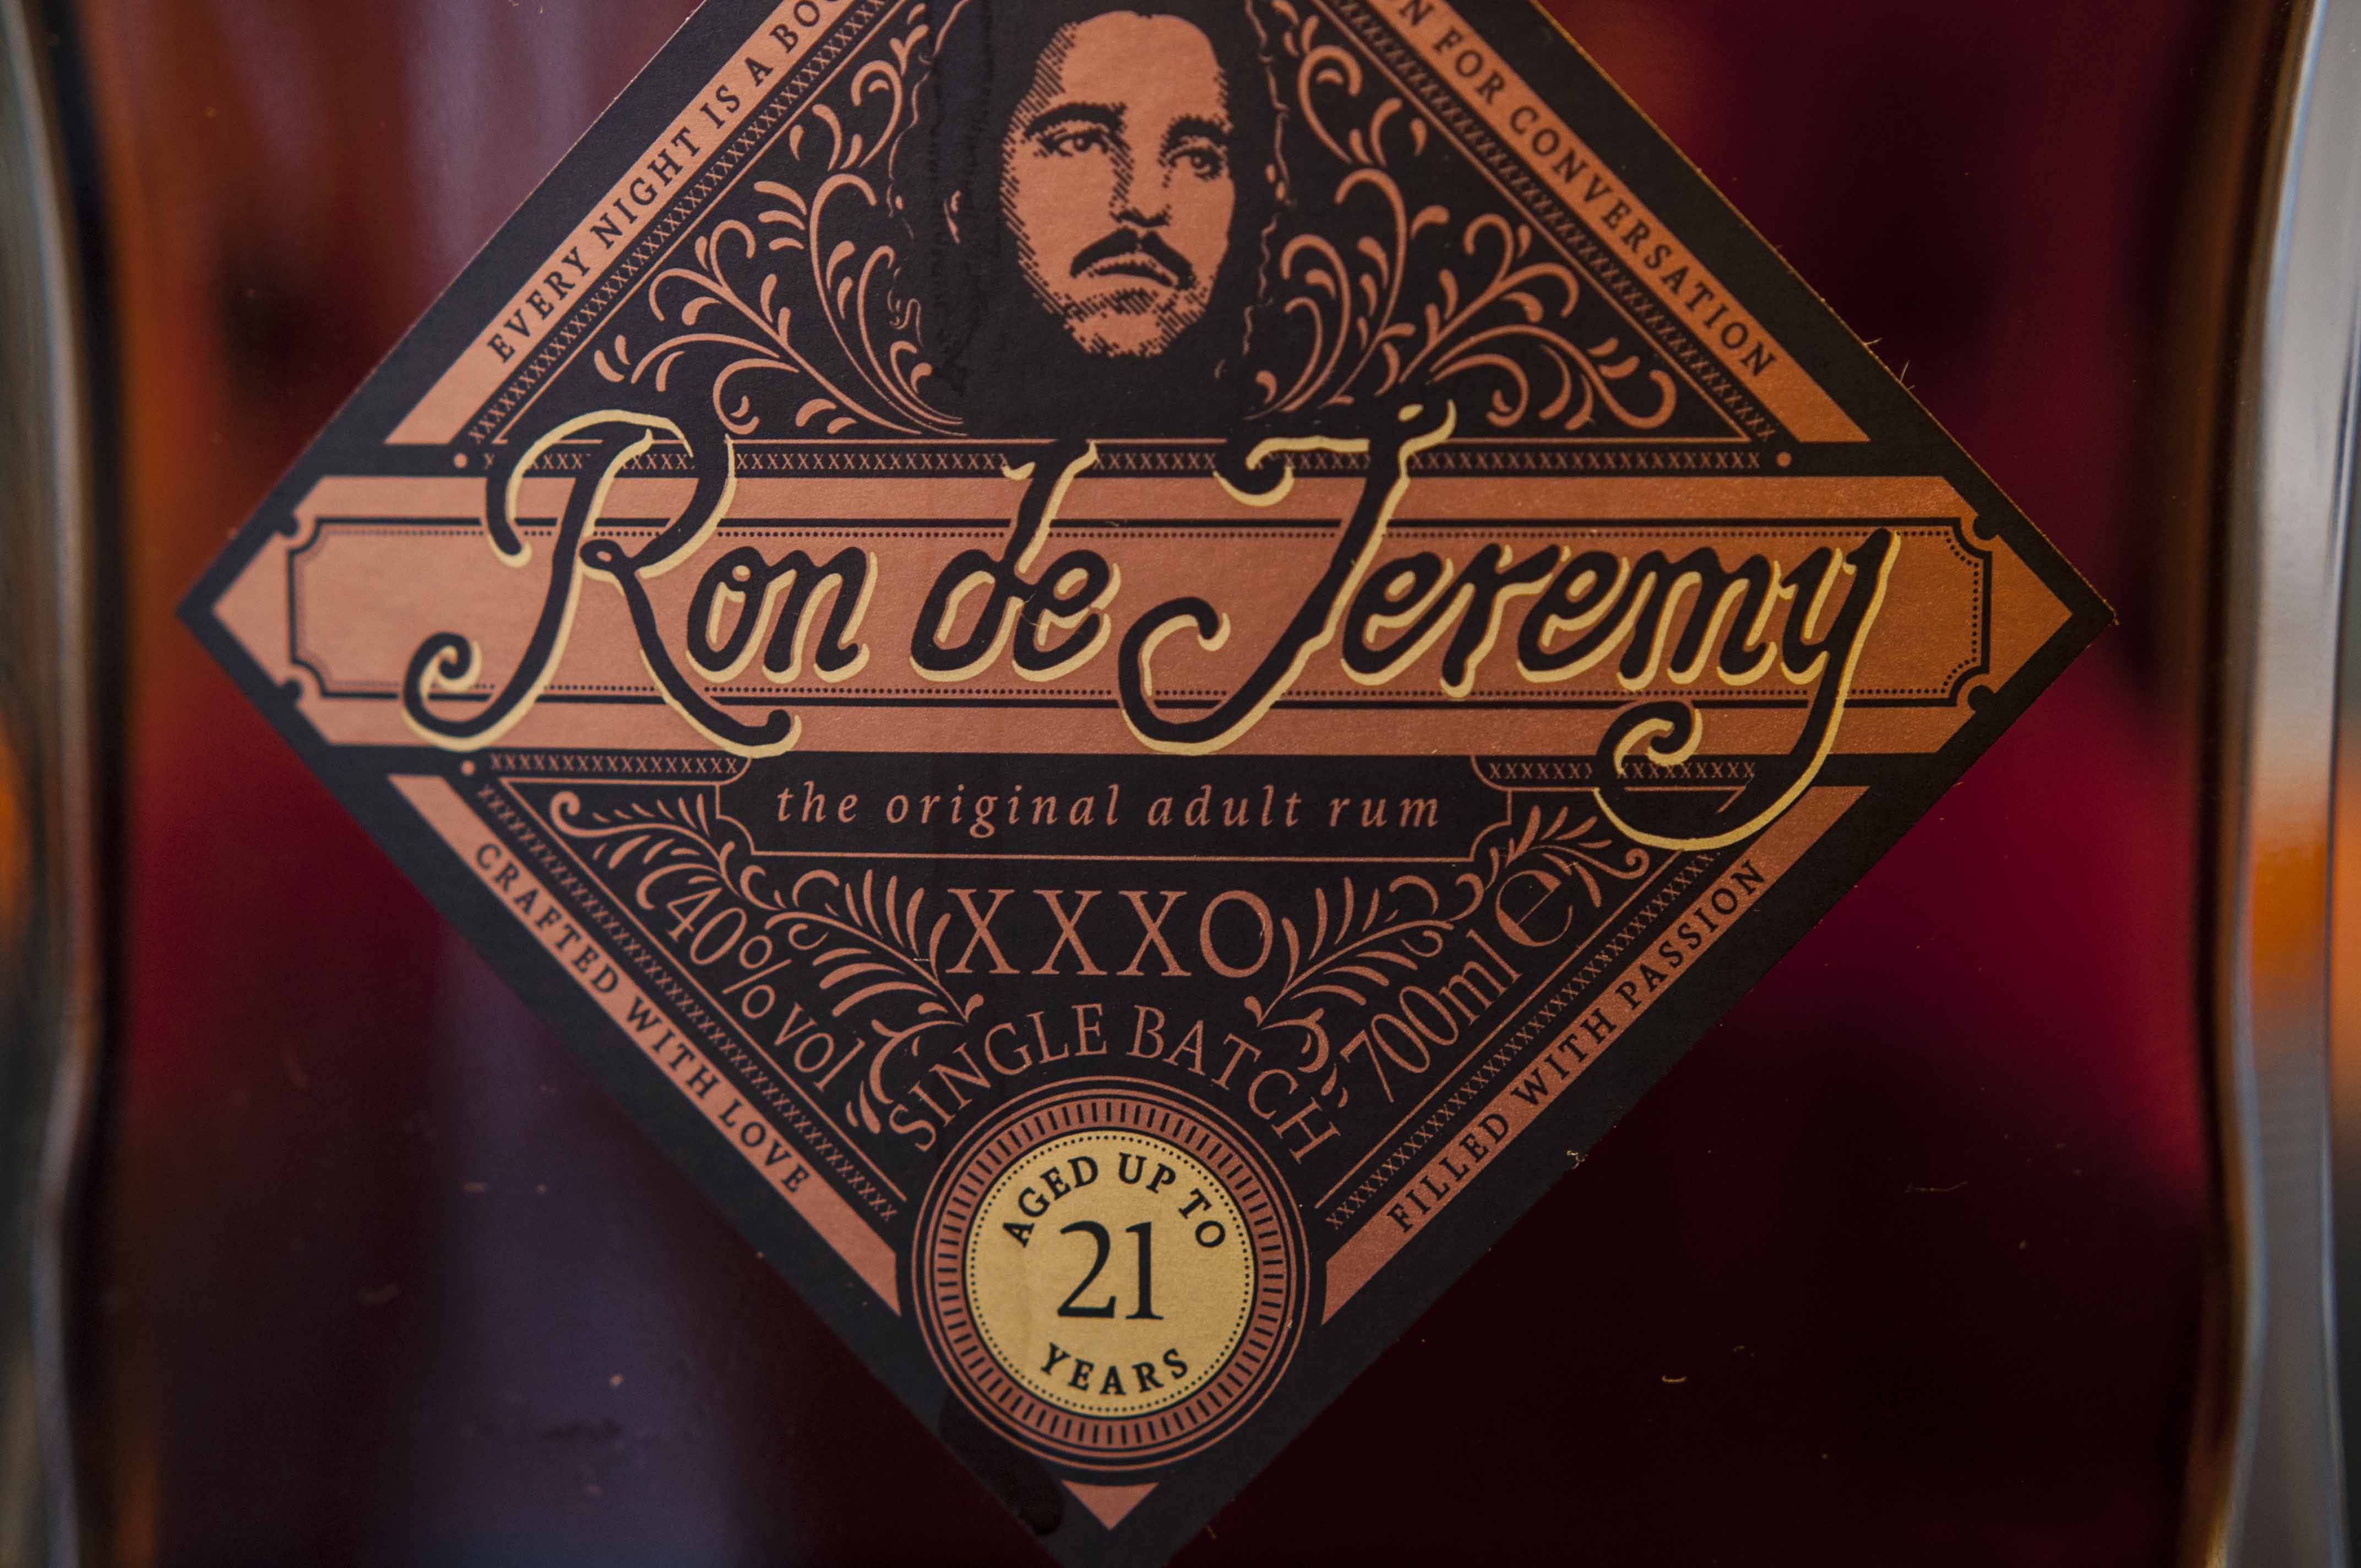 EVERY NIGHT IS A
FOR CONVERSATION
Ron de Jeremy
the original adult rum
XXXO
40% vol
700ml e
SINGLE BATCH
CRAFTED WITH LOVE
FILLED WITH PASSION
AGED UP TO
21
YEARS